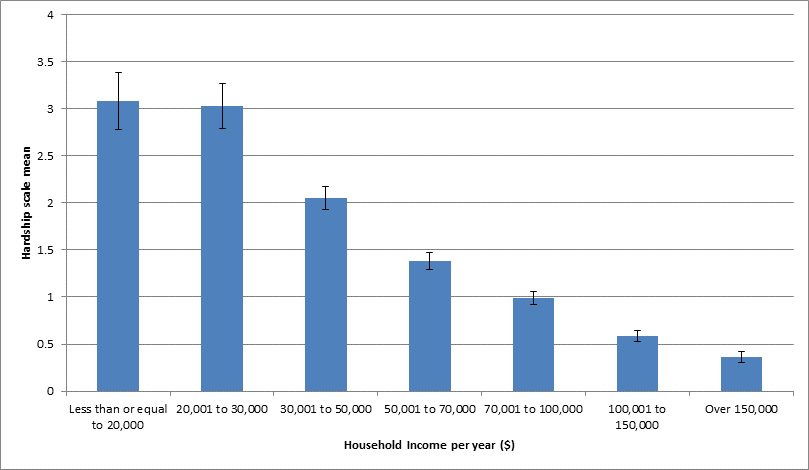 4
3.5
3
2.5
2
1.5
1
0.5
0
Hardship scale mean
Less than or equal
to 20,000
20,001 to 30,000
30,001 to 50,000
50,001 to 70,000
70,001 to 100,000
100,001 to
150,000
Over 150,000
Household Income per year ($)